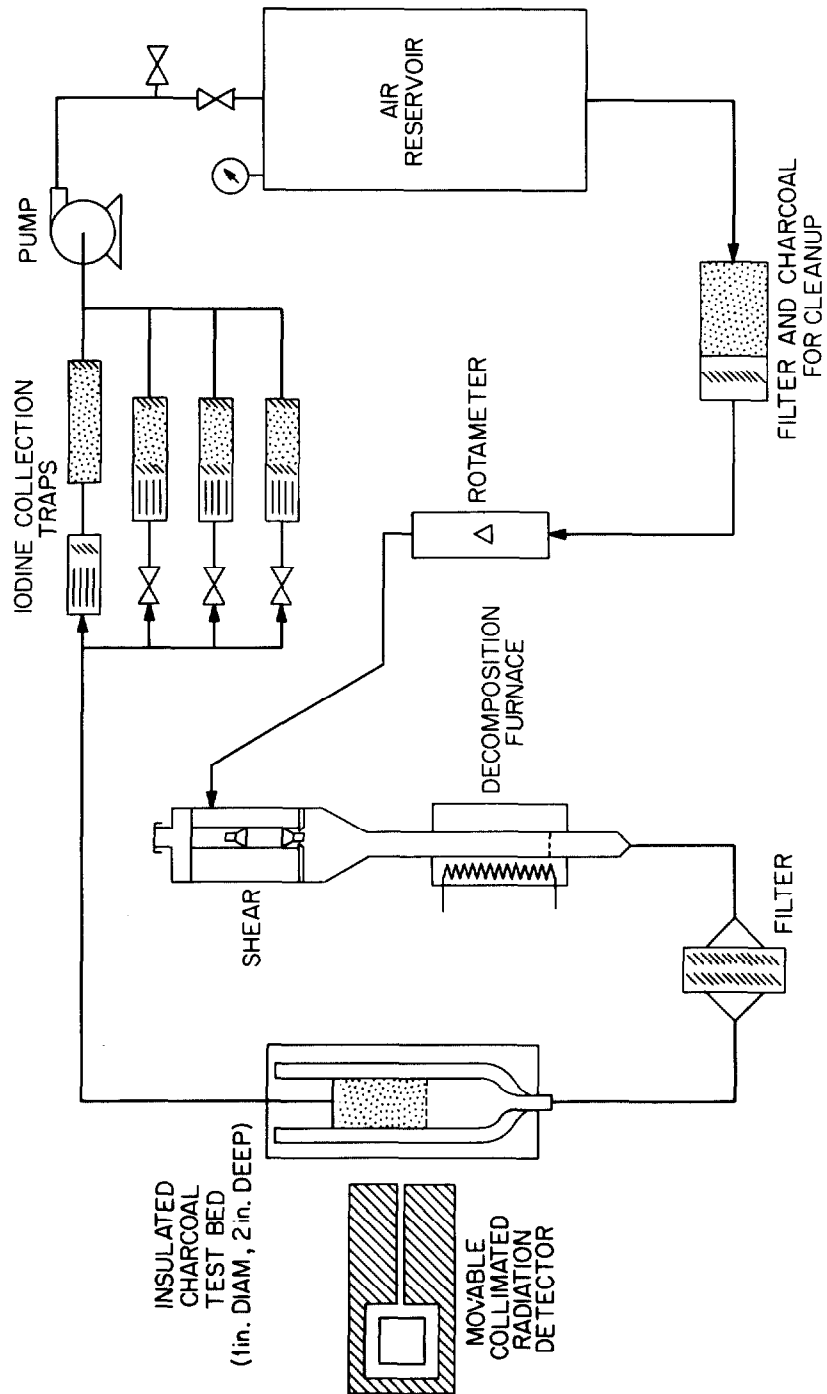 INSULATED
CHARCOAL
TEST BED
(1in. DIAM, 2in. DEEP)
MOVABLE
COLLIMATED
RADIATION
DETECTOR
SHEAR
FILTER
DECOMPOSITION
FURNACE
IODINE COLLECTION
TRAPS
ROTAMETER
PUMP
AIR
RESERVOIR
FILTER AND CHARCOAL
FOR CLEANUP